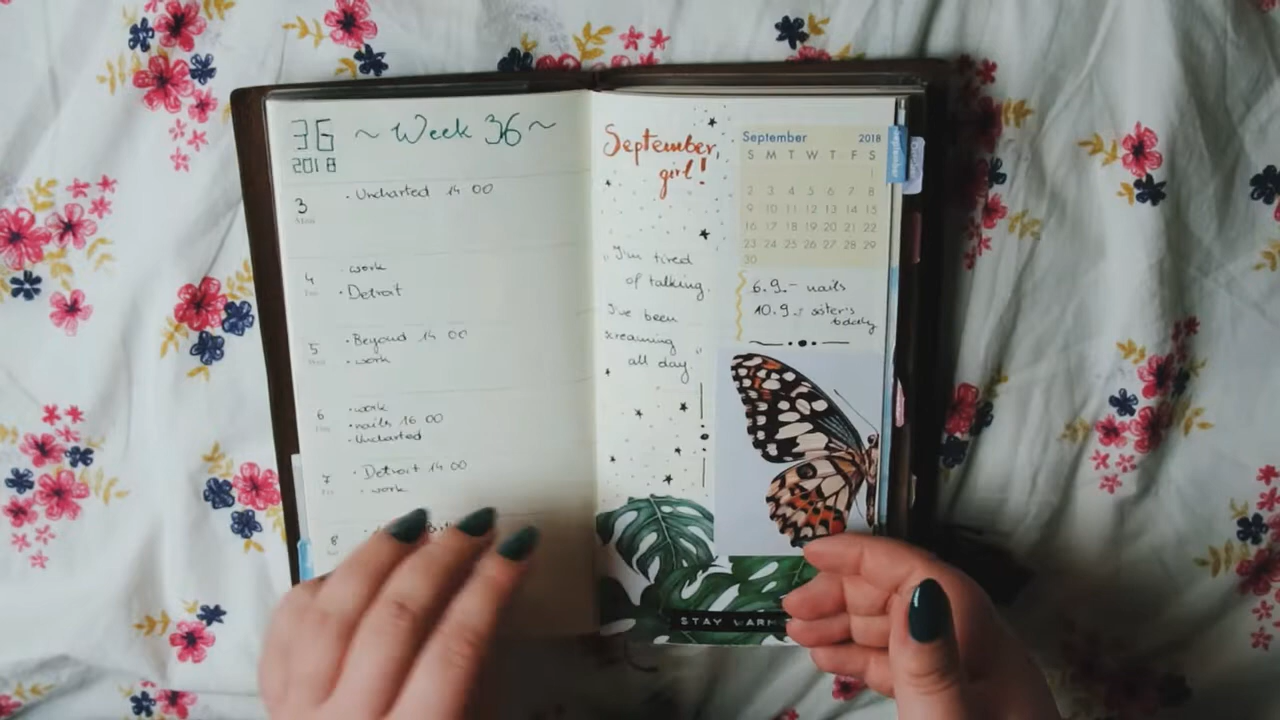 36 ~ Week 36 ~
2018
3
· Uncharted 14 00
4
· work
· Detroit
5
· Beyond 14 00
· work
6
· work
· nails 16 00
· Uncharted
7
· Detroit 14 00
· work
8
September,
girl!
„I'm tired
of talking.
I've been
screaming
all day"
September 2018
S M T W T F S
1
2 3 4 5 6 7 8
9 10 11 12 13 14 15
16 17 18 19 20 21 22
23 24 25 26 27 28 29
30
6.9.- nails
10.9.- sister's
bday
STAY WARM